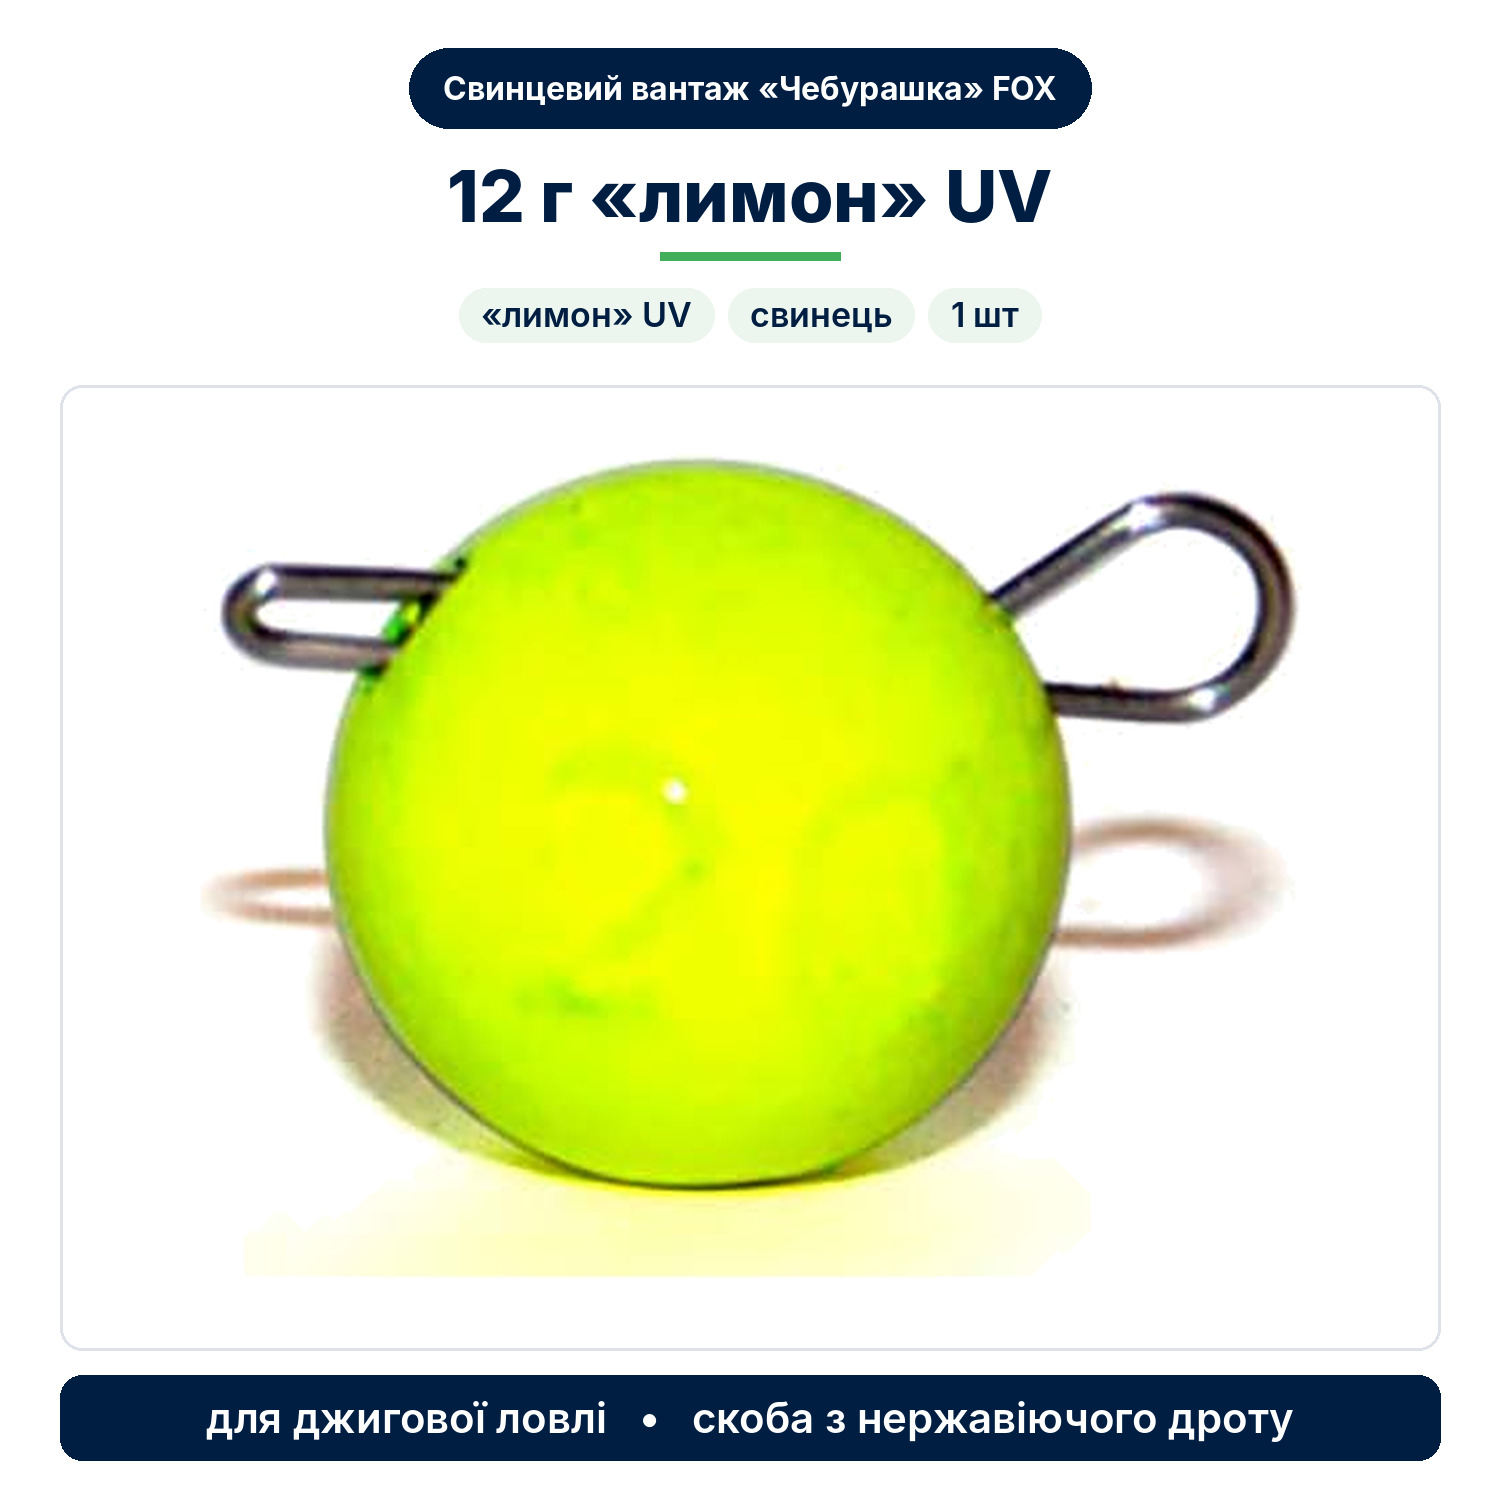 Свинцевий вантаж «Чебурашка» FOX
12 г «лимон» UV
«лимон» UV свинець 1 шт
для джигової ловлі • скоба з нержавіючого дроту